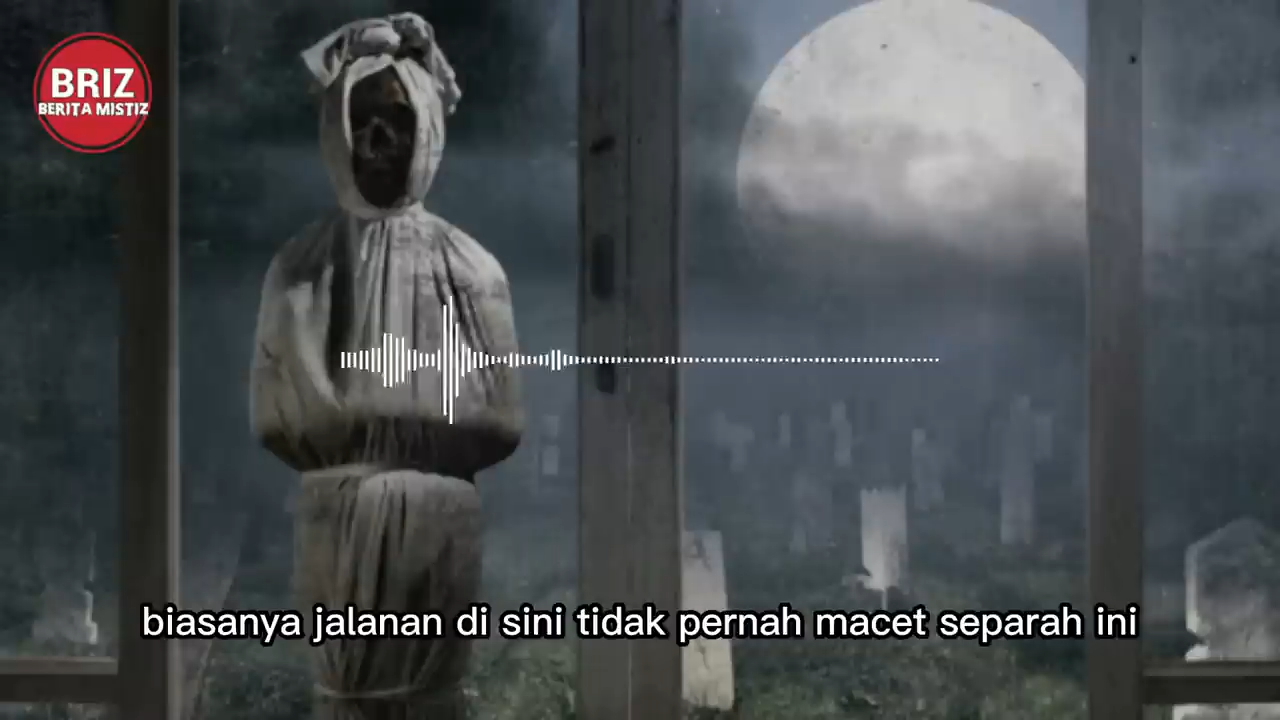 BRIZ
BERITA MISTIZ
biasanya jalanan di sini tidak pernah macet separah ini